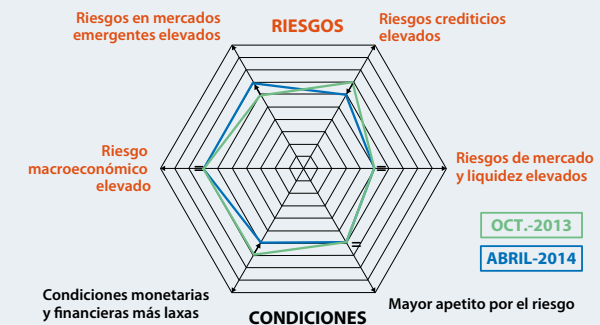 Riesgos en mercados
emergentes elevados
RIESGOS
Riesgos crediticios
elevados
Riesgo
macroeconómico
elevado
=
=
Riesgos de mercado
y liquidez elevados
OCT.-2013
ABRIL-2014
=
Condiciones monetarias
y financieras más laxas
CONDICIONES
Mayor apetito por el riesgo